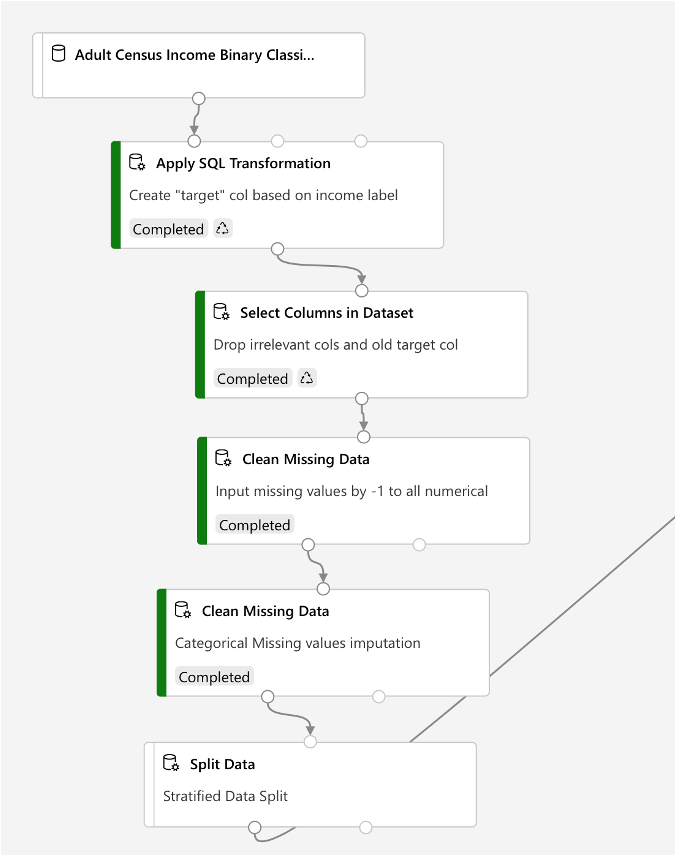 Adult Census Income Binary Classi...
Apply SQL Transformation
Create "target" col based on income label
Completed
Select Columns in Dataset
Drop irrelevant cols and old target col
Completed
Clean Missing Data
Input missing values by -1 to all numerical
Completed
Clean Missing Data
Categorical Missing values imputation
Completed
Split Data
Stratified Data Split